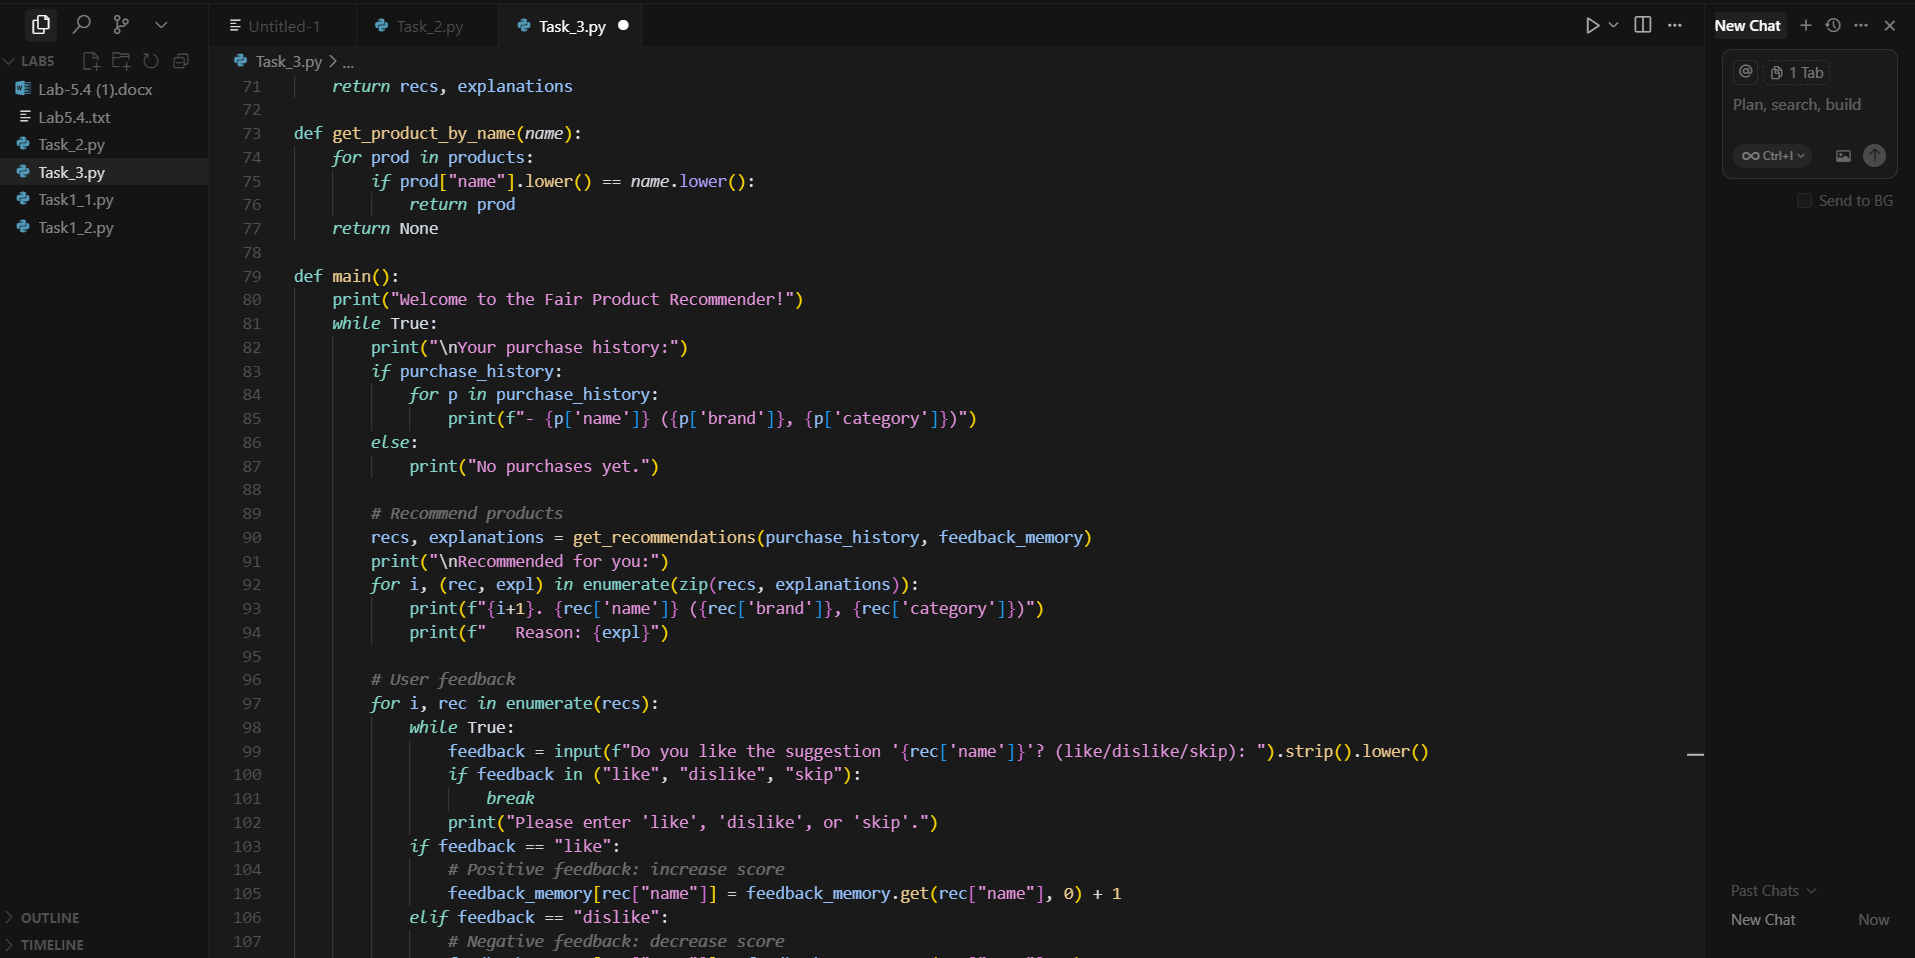 Untitled-1
Task_2.py
Task_3.py
New Chat
LAB5
Lab-5.4 (1).docx
Lab5.4..txt
Task_2.py
Task_3.py
Task1_1.py
Task1_2.py
OUTLINE
TIMELINE
Task_3.py > ...
71 return recs, explanations
72
73 def get_product_by_name(name):
74 for prod in products:
75 if prod["name"].lower() == name.lower():
76 return prod
77 return None
78
79 def main():
80 print("Welcome to the Fair Product Recommender!")
81 while True:
82 print("\nYour purchase history:")
83 if purchase_history:
84 for p in purchase_history:
85 print(f"- {p['name']} ({p['brand']}, {p['category']})")
86 else:
87 print("No purchases yet.")
88
89 # Recommend products
90 recs, explanations = get_recommendations(purchase_history, feedback_memory)
91 print("\nRecommended for you:")
92 for i, (rec, expl) in enumerate(zip(recs, explanations)):
93 print(f"{i+1}. {rec['name']} ({rec['brand']}, {rec['category']})")
94 print(f"   Reason: {expl}")
95
96 # User feedback
97 for i, rec in enumerate(recs):
98 while True:
99 feedback = input(f"Do you like the suggestion '{rec['name']}'? (like/dislike/skip): ").strip().lower()
100 if feedback in ("like", "dislike", "skip"):
101 break
102 print("Please enter 'like', 'dislike', or 'skip'.")
103 if feedback == "like":
104 # Positive feedback: increase score
105 feedback_memory[rec["name"]] = feedback_memory.get(rec["name"], 0) + 1
106 elif feedback == "dislike":
107 # Negative feedback: decrease score
@ 1 Tab
Plan, search, build
∞ Ctrl+I
Send to BG
Past Chats
New Chat Now